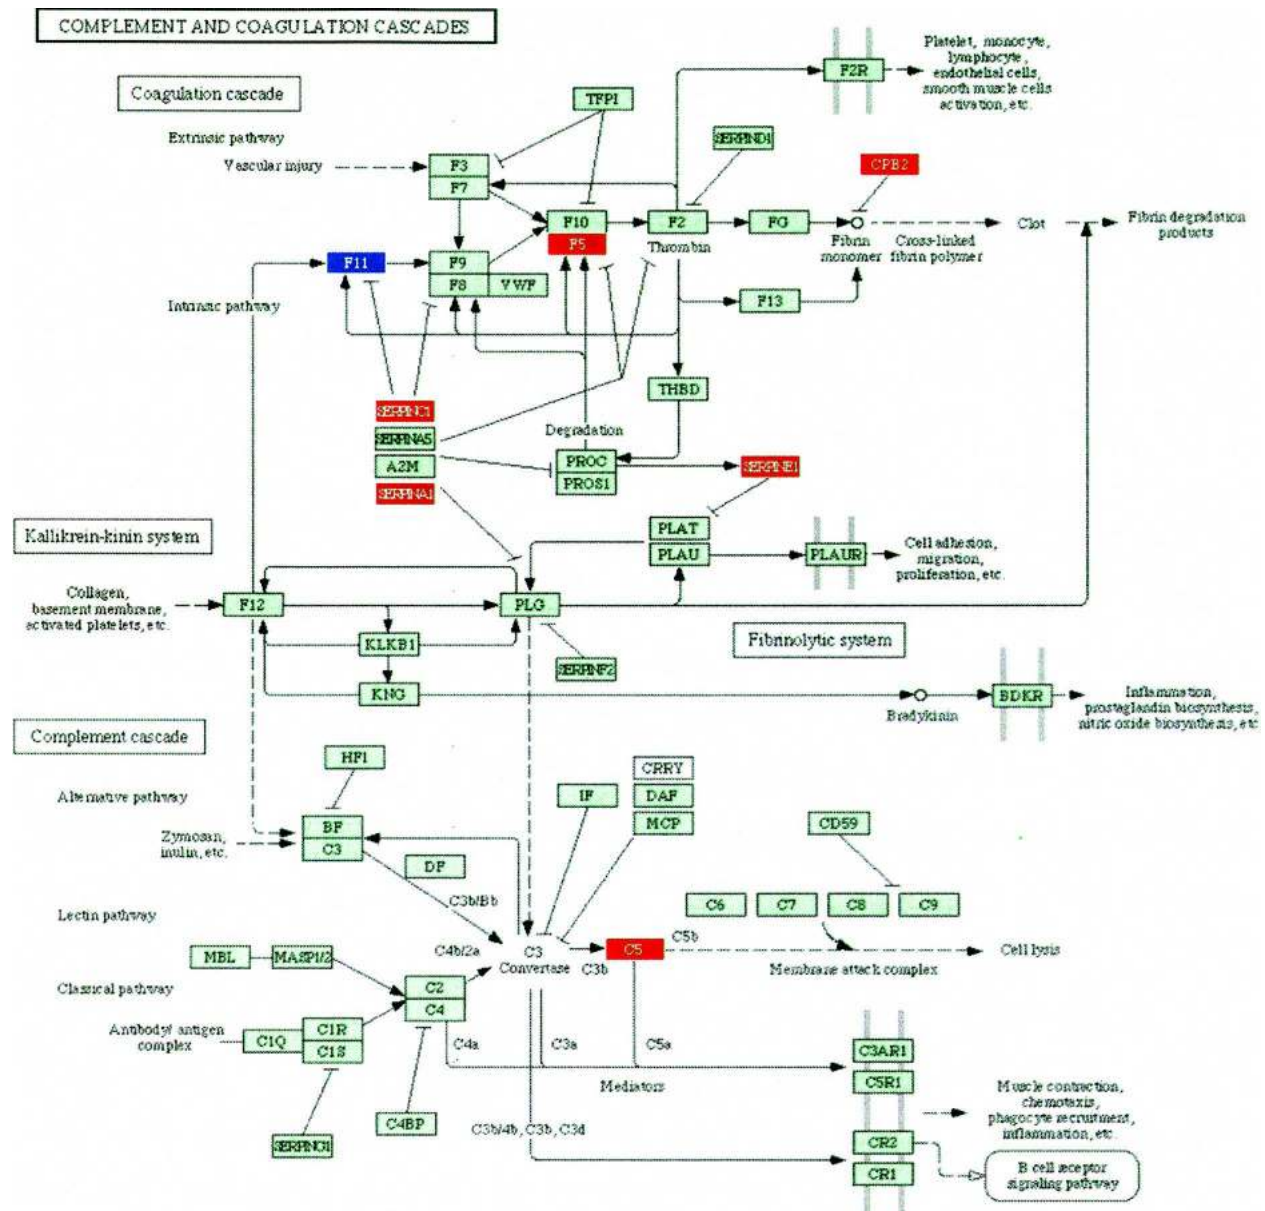 COMPLEMENT AND COAGULATION CASCADES
Platelet, monocyte,
lymphocyte,
endothelial cells,
smooth muscle cells
activation, etc.
F2R
Coagulation cascade
TFPI
Extrinsic pathway
SERPIND1
Vascular injury
F3
F7
CPB2
F10
F5
F2
Thrombin
FG
Fibrin
monomer
Cross-linked
fibrin polymer
Clot
Fibrin degradation
products
F11
F9
F8
VWF
Intrinsic pathway
F13
THBD
SERPINC1
SERPINA5
A2M
SERPINA1
Degradation
PROC
PROS1
SERPINE1
Kallikrein-kinin system
PLAT
PLAU
PLAUR
Cell adhesion,
migration,
proliferation, etc.
Collagen,
basement membrane,
activated platelets, etc.
F12
PLG
KLKB1
Fibrinolytic system
SERPINF2
KNG
Bradykinin
BDKR
Inflammation,
prostaglandin biosynthesis,
nitric oxide biosynthesis, etc
Complement cascade
HF1
CRRY
DAF
MCP
IF
Alternative pathway
CD59
Zymosan,
inulin, etc.
BF
C3
DF
C3b/Bb
C6
C7
C8
C9
Lectin pathway
C4b/2a
C3
Convertase
C3b
C5
C5b
Membrane attack complex
Cell lysis
MBL
MASP1/2
Classical pathway
C2
C4
Antibody/ antigen
complex
C1Q
C1R
C1S
C4a
C3a
C5a
Mediators
C3AR1
C5R1
Muscle contraction,
chemotaxis,
phagocyte recruitment,
inflammation, etc.
C4BP
SERPING1
C3b/4b, C3b, C3d
CR2
CR1
B cell receptor
signaling pathway